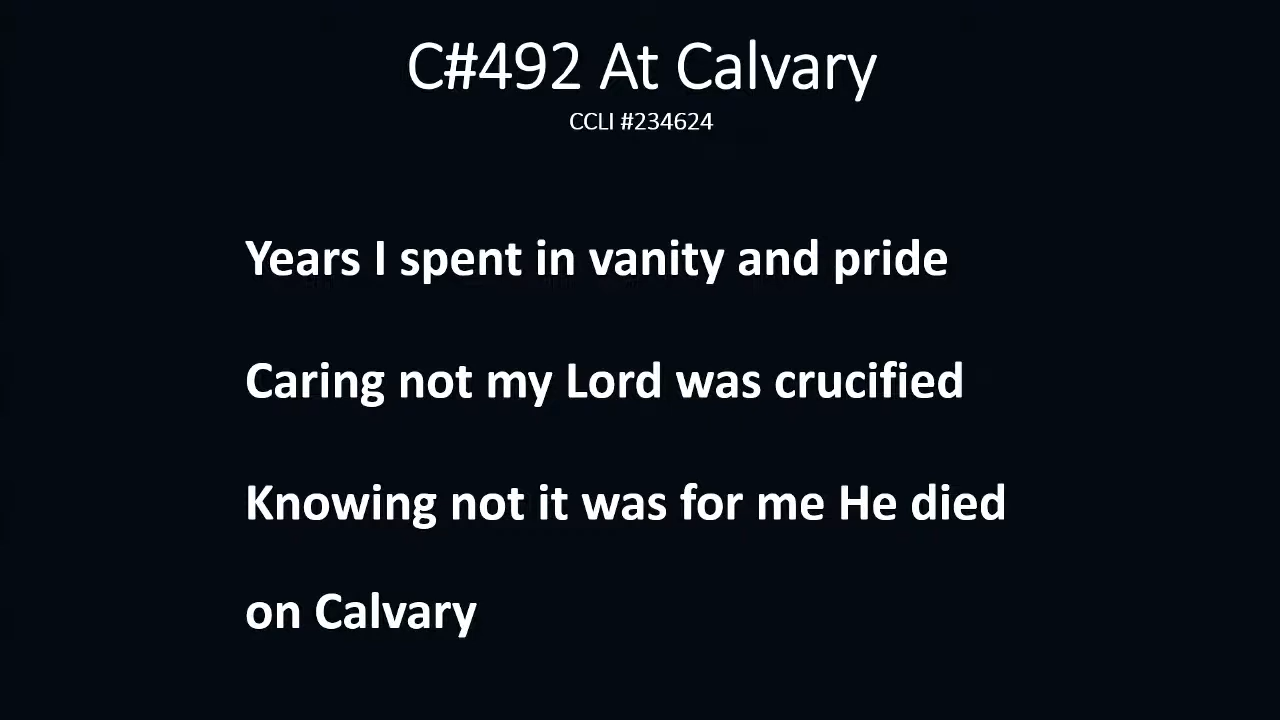 C#492 At Calvary
CCLI #234624
Years I spent in vanity and pride
Caring not my Lord was crucified
Knowing not it was for me He died
on Calvary